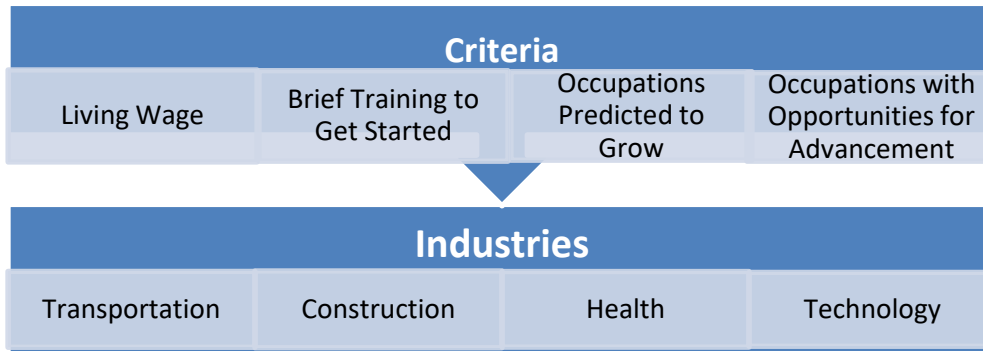 Criteria
Living Wage
Brief Training to
Get Started
Occupations
Predicted to
Grow
Occupations with
Opportunities for
Advancement
Industries
Transportation
Construction
Health
Technology